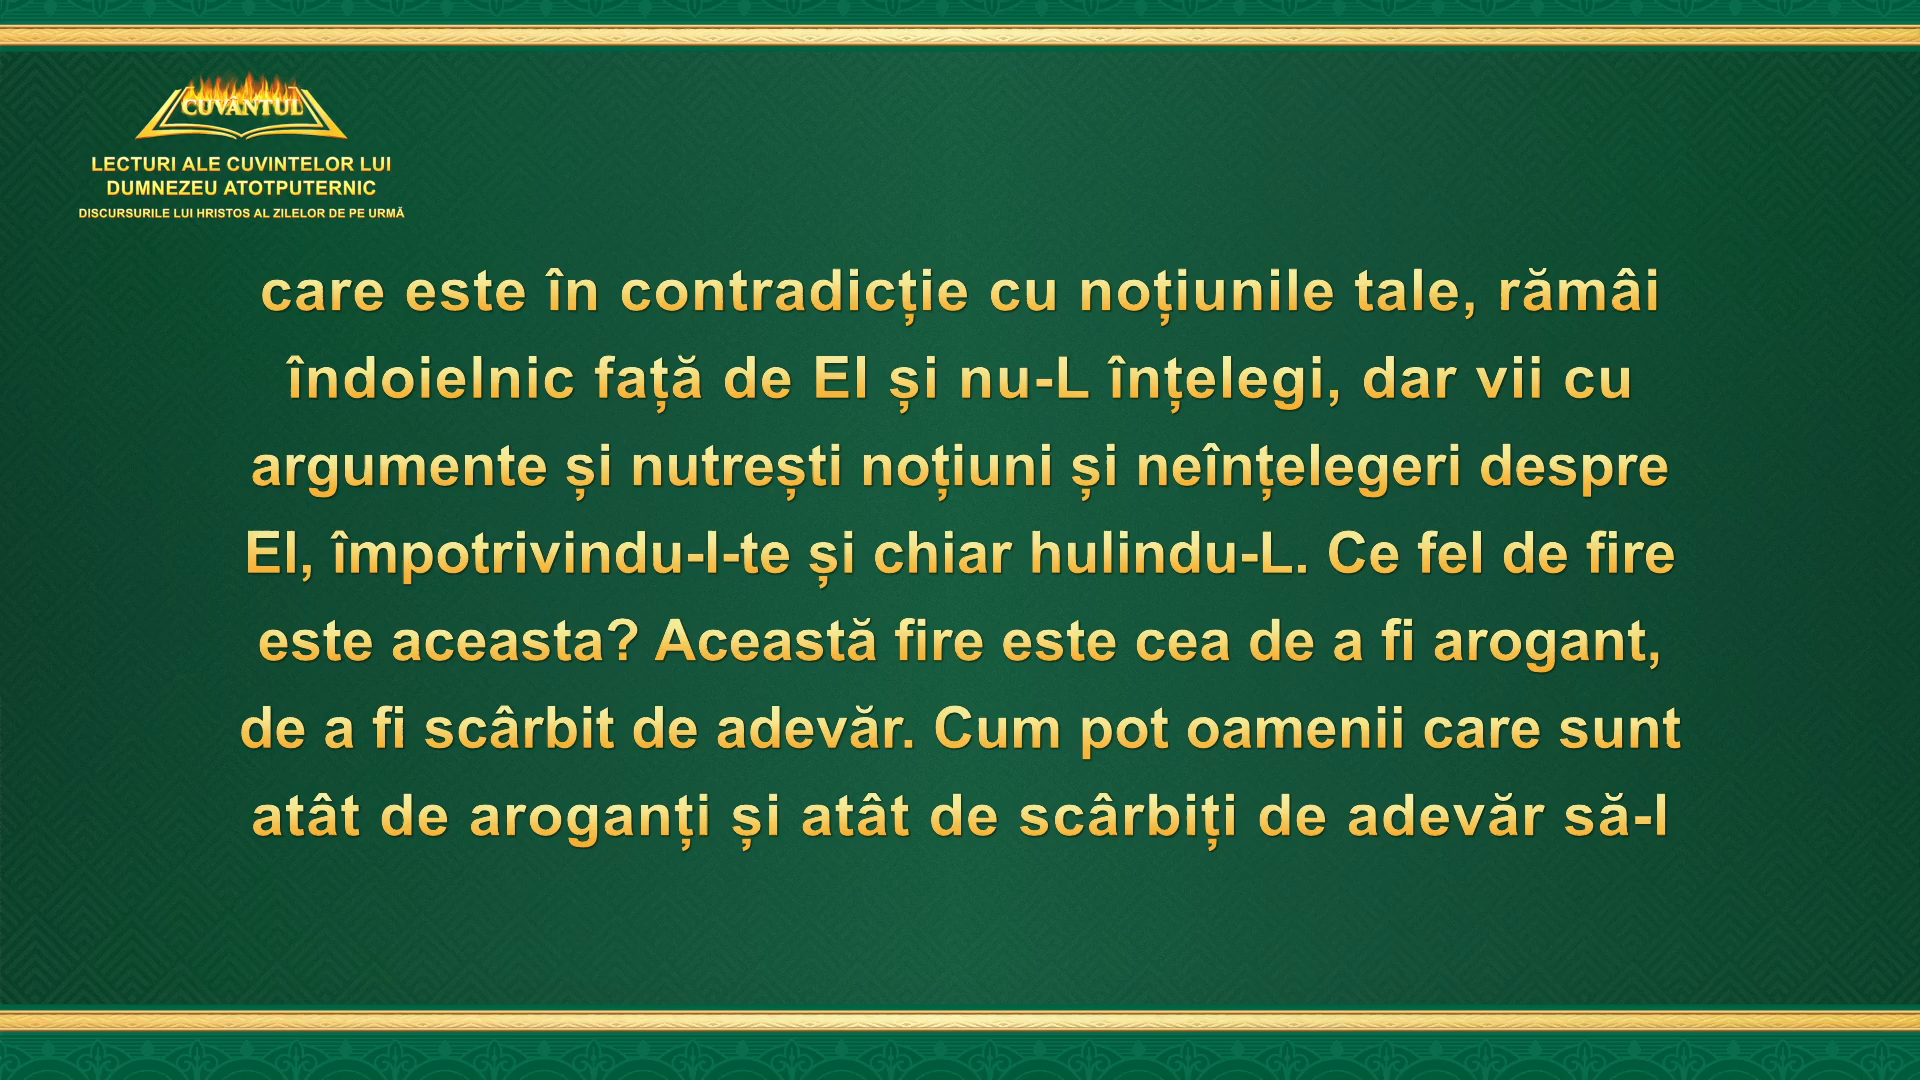 CUVÂNTUL
LECTURI ALE CUVINTELOR LUI
DUMNEZEU ATOTPUTERNIC
DISCURSURILE LUI HRISTOS AL ZILELOR DE PE URMĂ
care este în contradicție cu noțiunile tale, rămâi
îndoielnic față de El și nu-L înțelegi, dar vii cu
argumente și nutrești noțiuni și neînțelegeri despre
El, împotrivindu-I-te și chiar hulindu-L. Ce fel de fire
este aceasta? Această fire este cea de a fi arogant,
de a fi scârbit de adevăr. Cum pot oamenii care sunt
atât de aroganți și atât de scârbiți de adevăr să-I